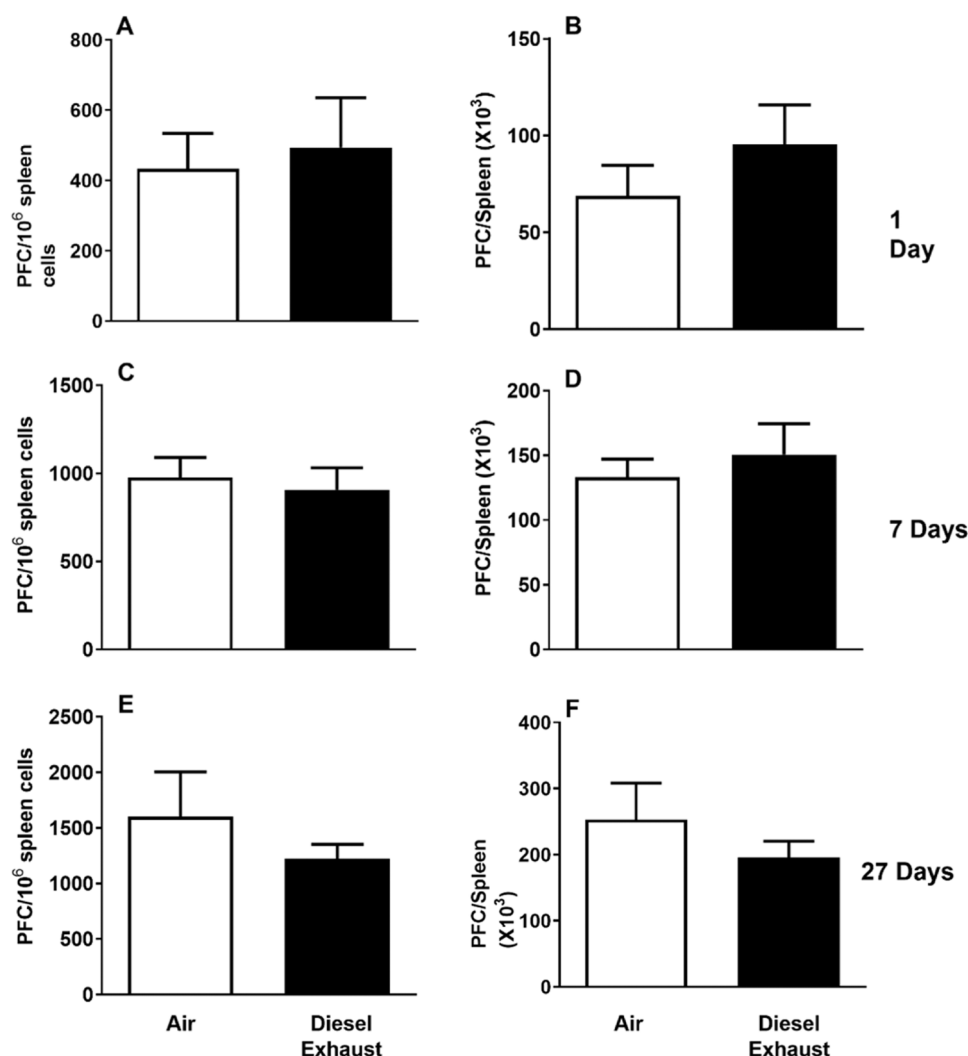 A
PFC/10⁶ spleen
cells
800
600
400
200
0
B
PFC/Spleen (X10³)
150
100
50
0
1
Day
C
PFC/10⁶ spleen cells
1500
1000
500
0
D
PFC/Spleen (X10³)
200
150
100
50
0
7 Days
E
PFC/10⁶ spleen cells
2500
2000
1500
1000
500
0
Air
Diesel
Exhaust
F
PFC/Spleen
(X10³)
400
300
200
100
0
Air
Diesel
Exhaust
27 Days